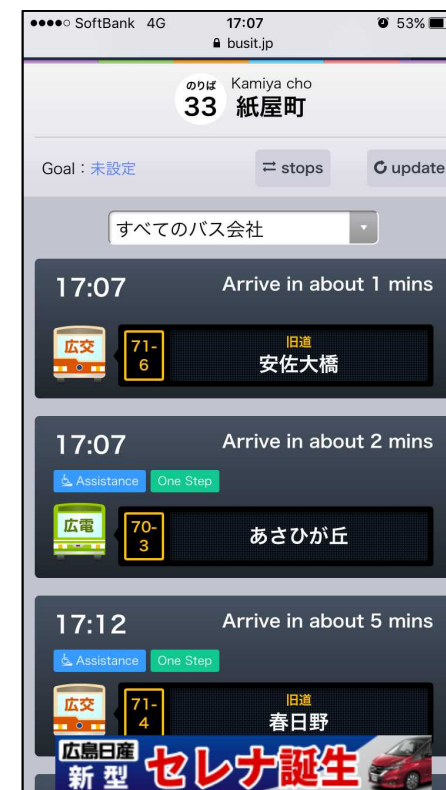 SoftBank 4G 17:07 53%
busit.jp
のりば Kamiya cho
33 紙屋町
Goal：未設定 stops update
すべてのバス会社
17:07 Arrive in about 1 mins
広交 71-6 旧道
安佐大橋
17:07 Arrive in about 2 mins
Assistance One Step
広電 70-3 あさひが丘
17:12 Arrive in about 5 mins
Assistance One Step
広交 71-4 旧道
春日野
広島日産
新型 セレナ誕生